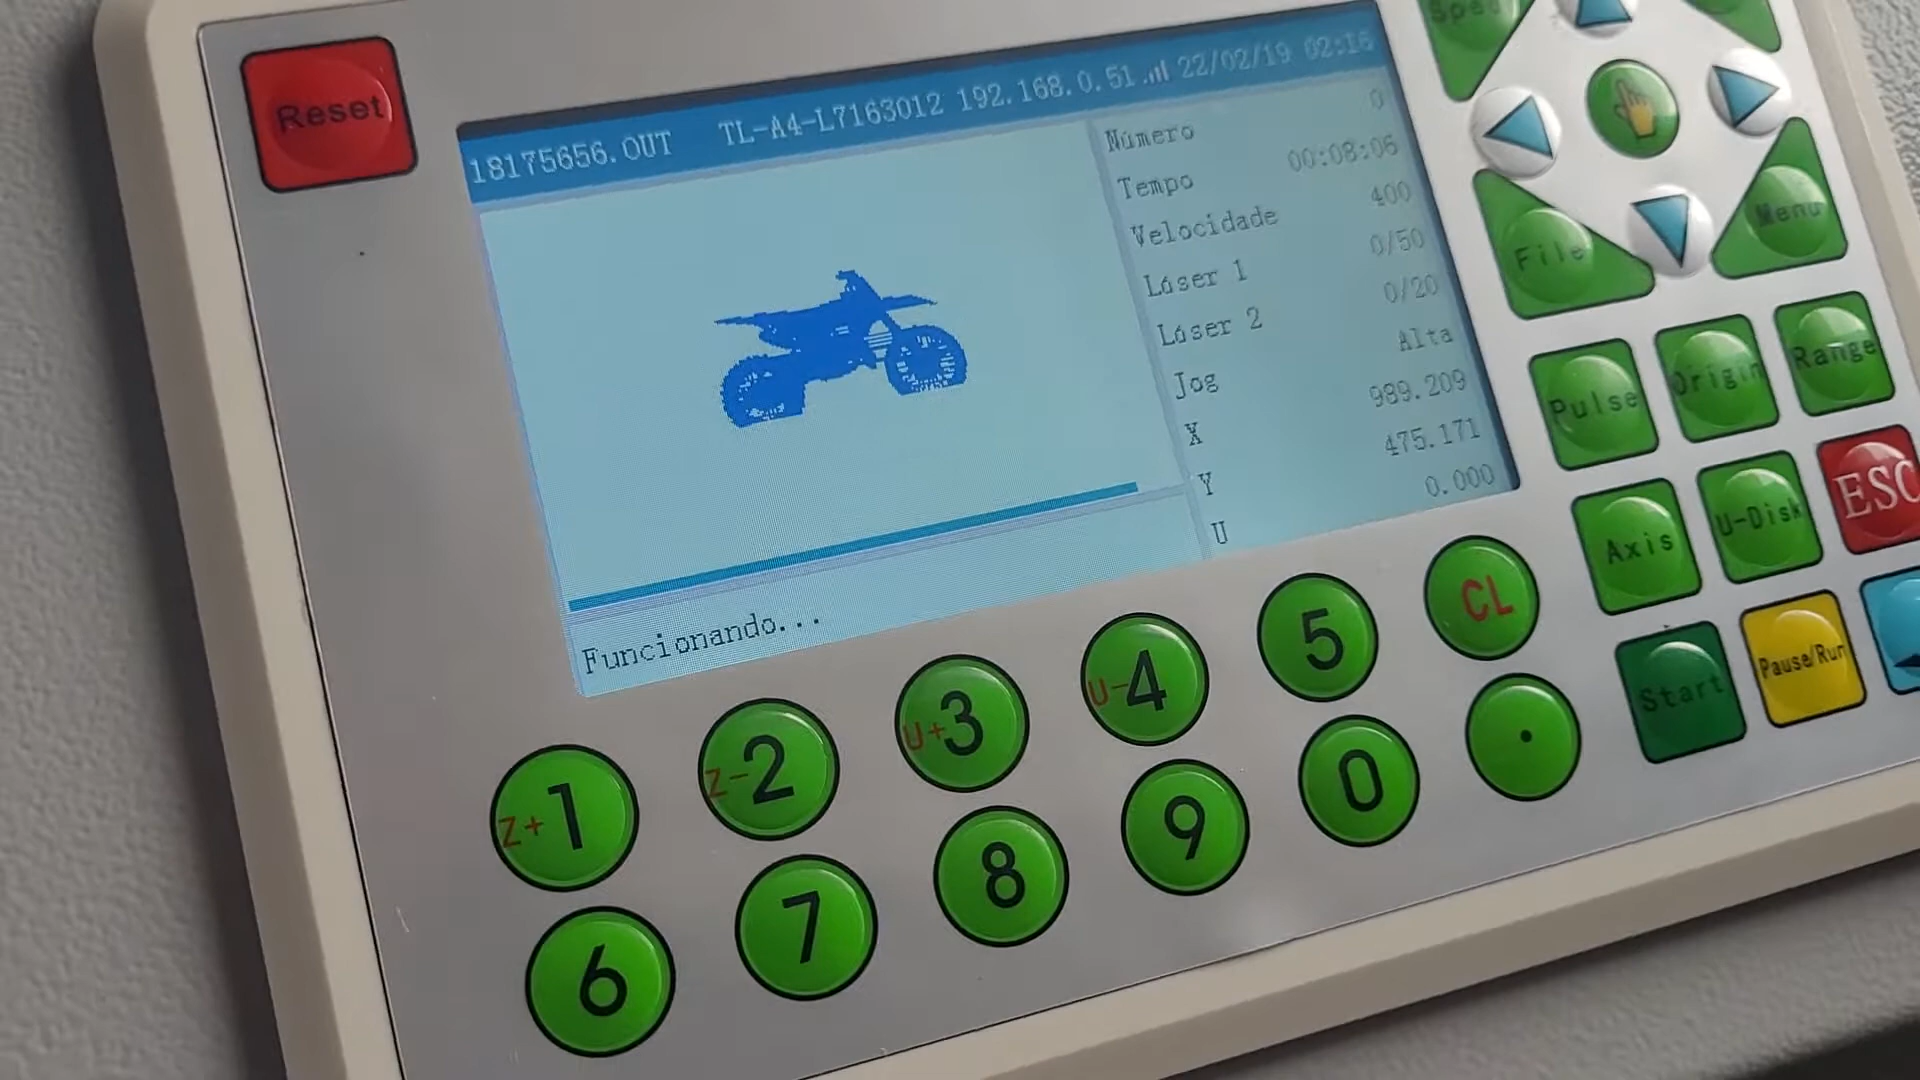 Reset
18175656.OUT TL-A4-L7163012 192.168.0.51 22/02/19 02:16
Número 0
Tempo 00:08:06
Velocidade 400
Láser 1 0/50
Láser 2 0/20
Jog Alta
X 989.209
Y 475.171
U 0.000
Funcionando...
File
Menu
Pulse
Origin
Range
Axis
U-Disk
ESC
Start
Pause/Run
Z+ 1
Z- 2
U+ 3
U- 4
5
CL
6
7
8
9
0
.